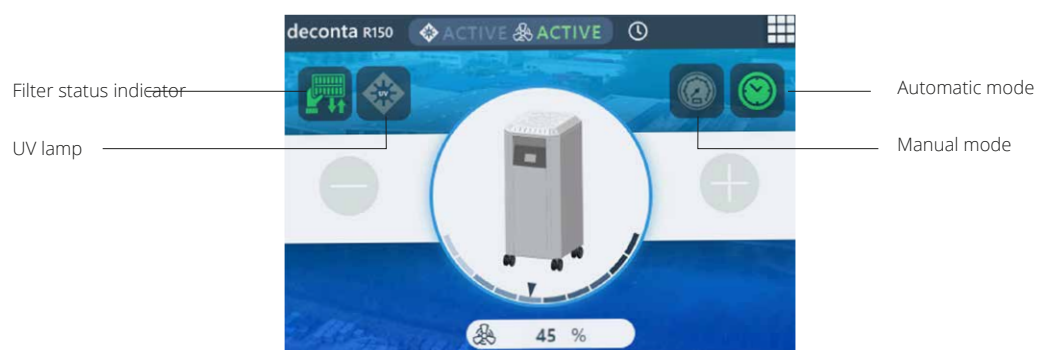 deconta R150 ACTIVE ACTIVE
Filter status indicator
UV
Automatic mode
UV lamp
Manual mode
45 %